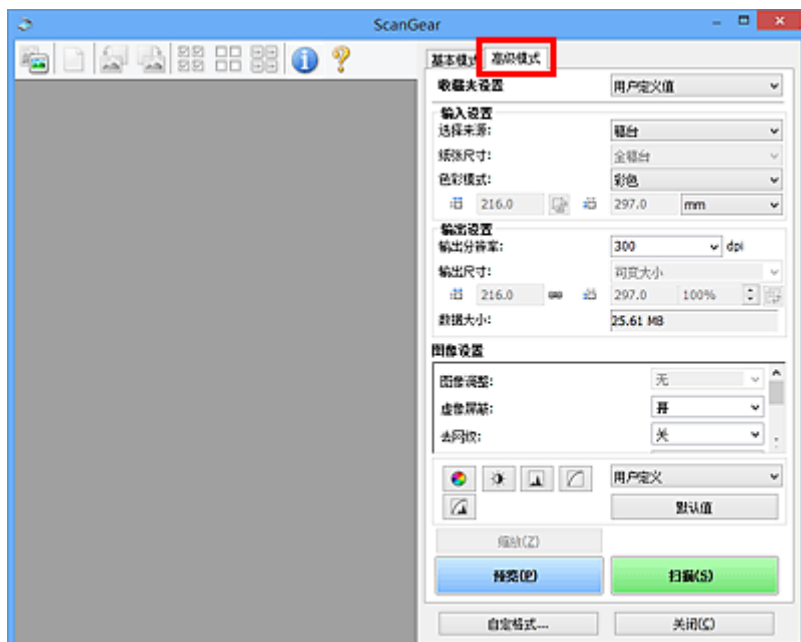 ScanGear
基本模式 高级模式
收藏夹设置 用户定义值
输入设置
选择来源: 稿台
纸张尺寸: 全稿台
色彩模式: 彩色
216.0 297.0 mm
输出设置
输出分辨率: 300 dpi
输出尺寸: 可变大小
216.0 297.0 100%
数据大小: 25.61 MB
图像设置
图像调整: 无
虚像屏蔽: 开
去网纹: 关
用户定义
默认值
缩放(Z)
预览(P) 扫描(S)
自定格式... 关闭(C)